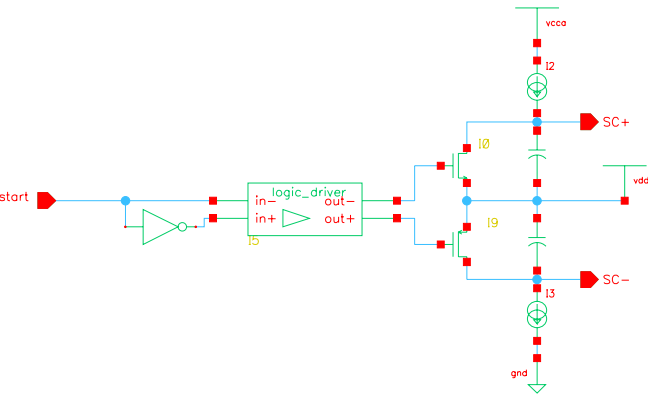 vcca
I2
SC+
I0
vdd
start
logic_driver
in- out-
in+ out+
I5
I9
SC-
I3
gnd